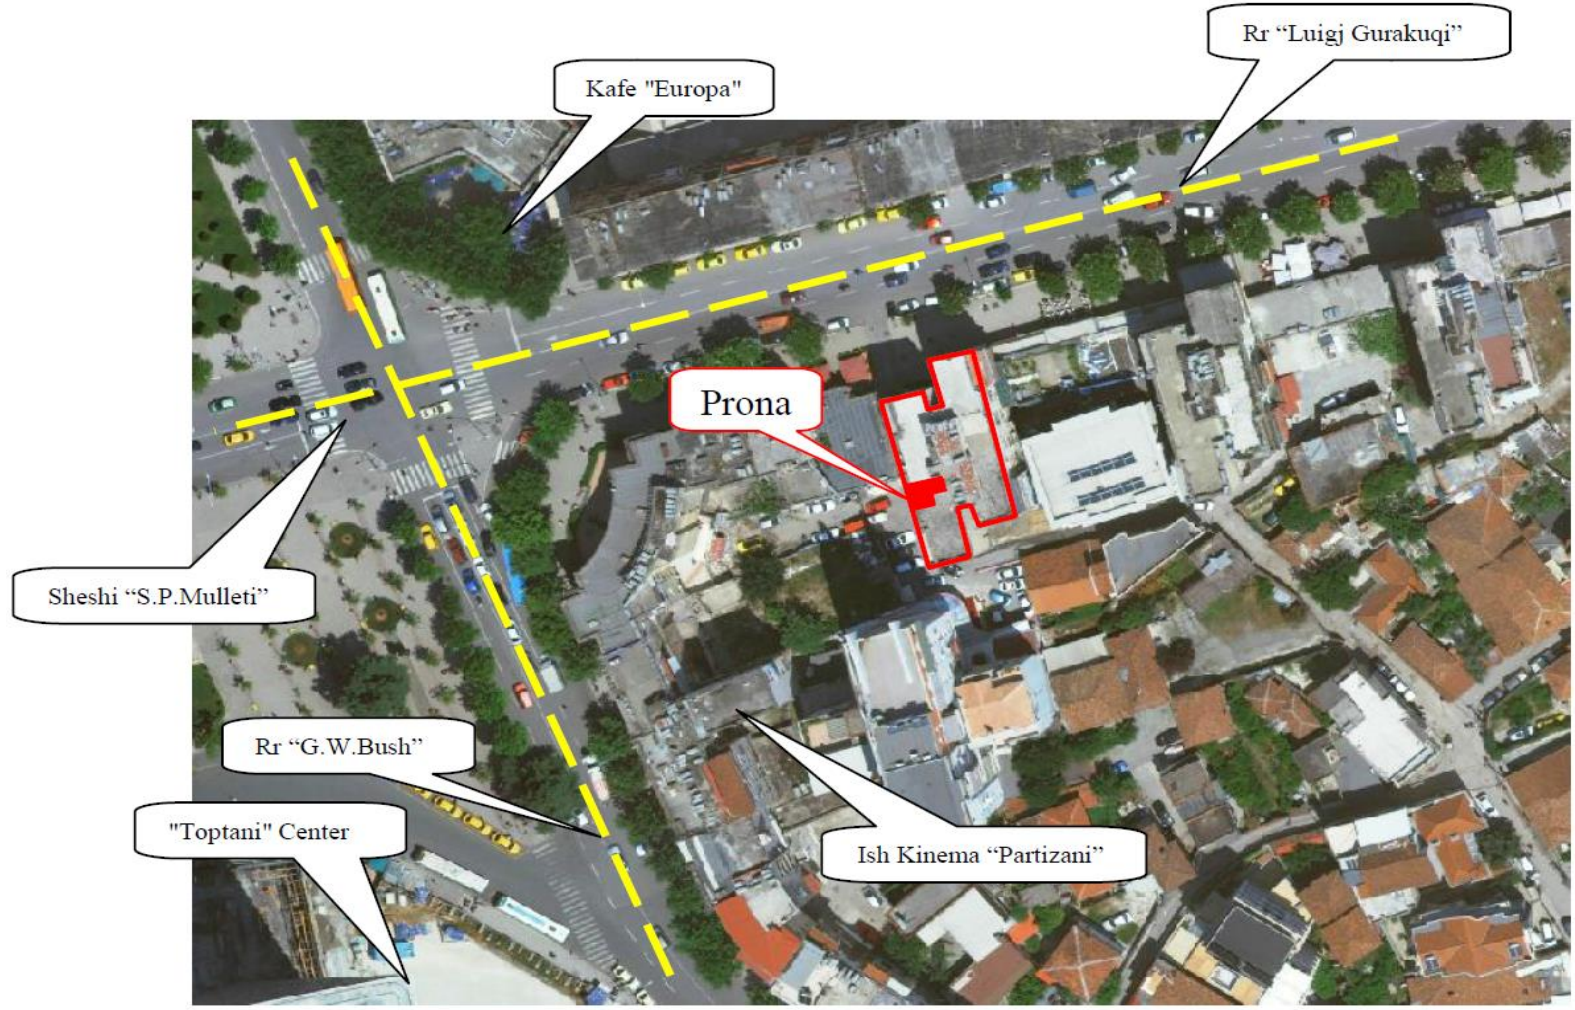 Rr “Luigj Gurakuqi”
Kafe "Europa"
Prona
Sheshi “S.P.Mulleti”
Rr “G.W.Bush”
"Toptani" Center
Ish Kinema “Partizani”